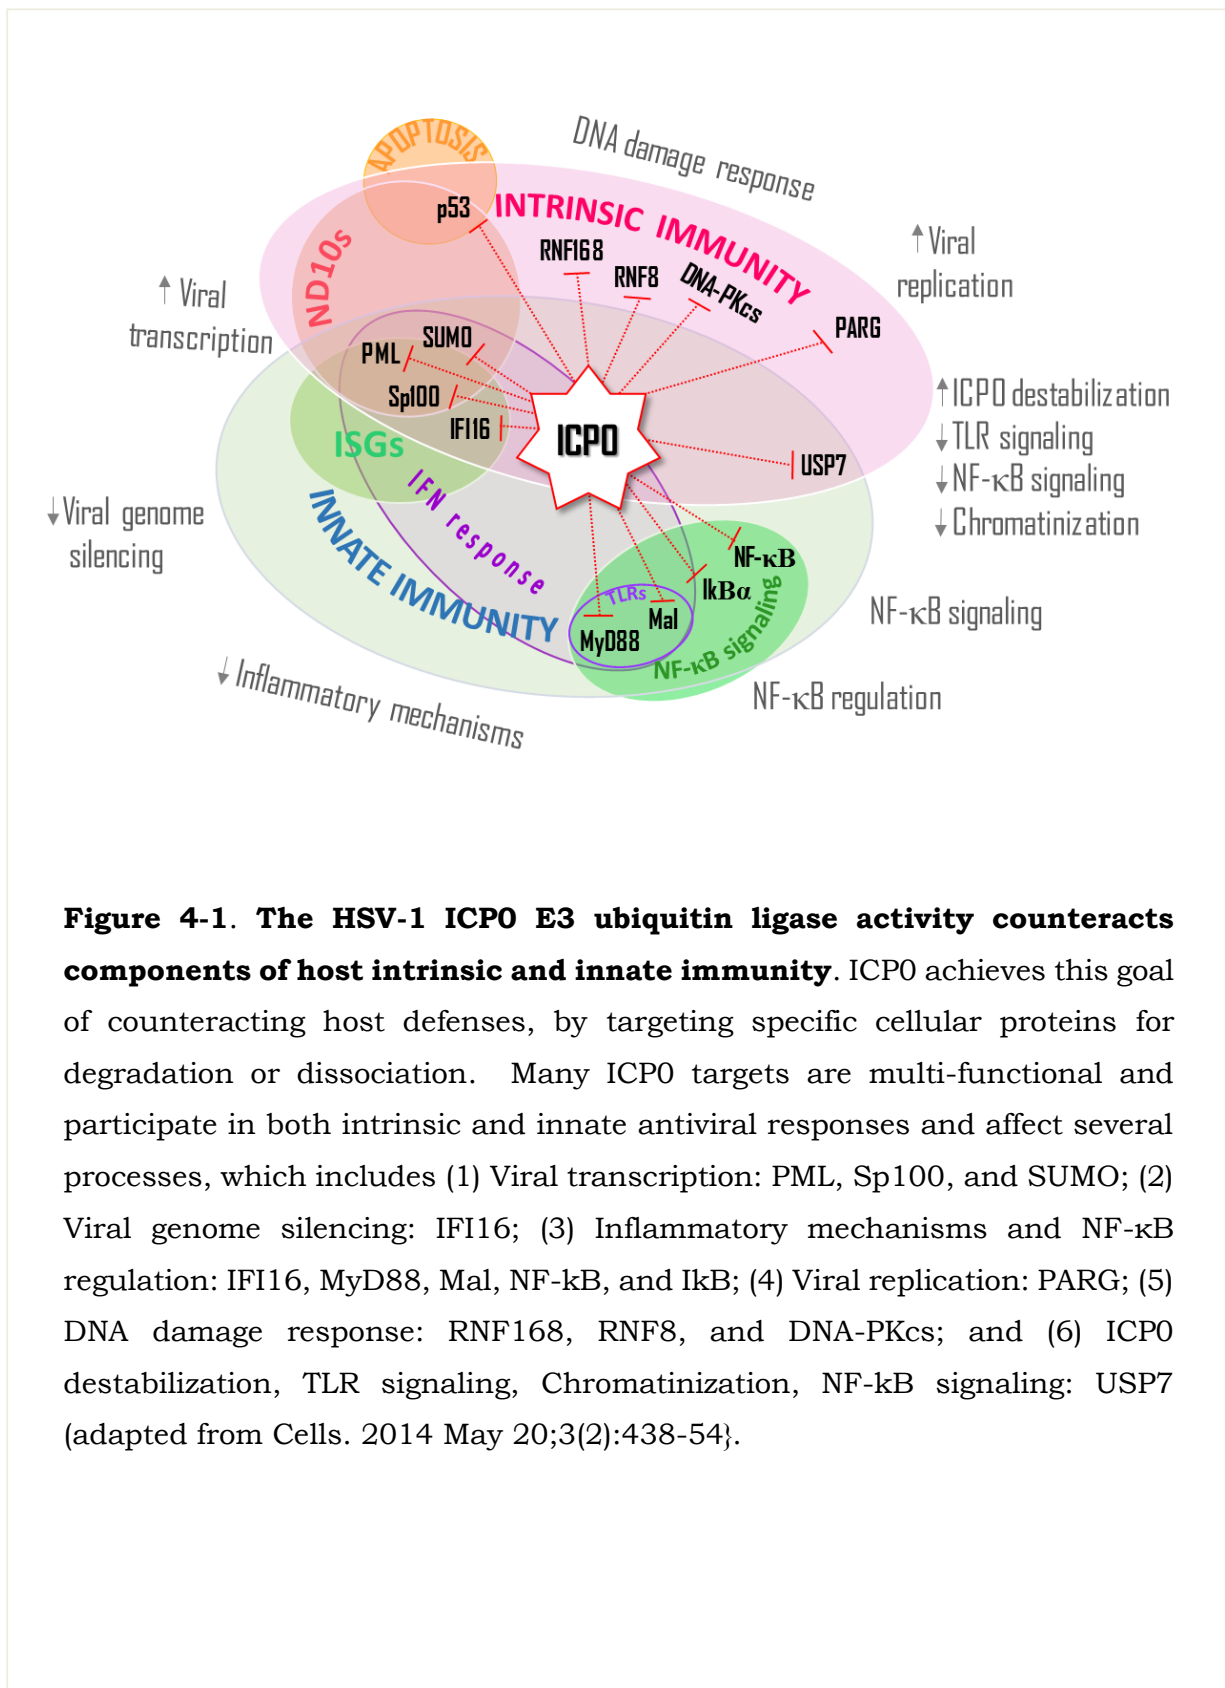 APOPTOSIS
DNA damage response
p53
INTRINSIC IMMUNITY
ND10s
RNF168
RNF8
DNA-PKcs
PARG
↑ Viral
replication
↑ Viral
transcription
SUMO
PML
Sp100
IFI16
ISGs
ICP0
USP7
↑ICP0 destabilization
↓TLR signaling
↓NF-κB signaling
↓Chromatinization
↓Viral genome
silencing
IFN response
INNATE IMMUNITY
NF-κB
IkBα
TLRs
Mal
MyD88
NF-κB signaling
NF-κB signaling
NF-κB regulation
↓ Inflammatory mechanisms
Figure 4-1. The HSV-1 ICP0 E3 ubiquitin ligase activity counteracts
components of host intrinsic and innate immunity. ICP0 achieves this goal
of counteracting host defenses, by targeting specific cellular proteins for
degradation or dissociation. Many ICP0 targets are multi-functional and
participate in both intrinsic and innate antiviral responses and affect several
processes, which includes (1) Viral transcription: PML, Sp100, and SUMO; (2)
Viral genome silencing: IFI16; (3) Inflammatory mechanisms and NF-κB
regulation: IFI16, MyD88, Mal, NF-kB, and IkB; (4) Viral replication: PARG; (5)
DNA damage response: RNF168, RNF8, and DNA-PKcs; and (6) ICP0
destabilization, TLR signaling, Chromatinization, NF-kB signaling: USP7
(adapted from Cells. 2014 May 20;3(2):438-54}.